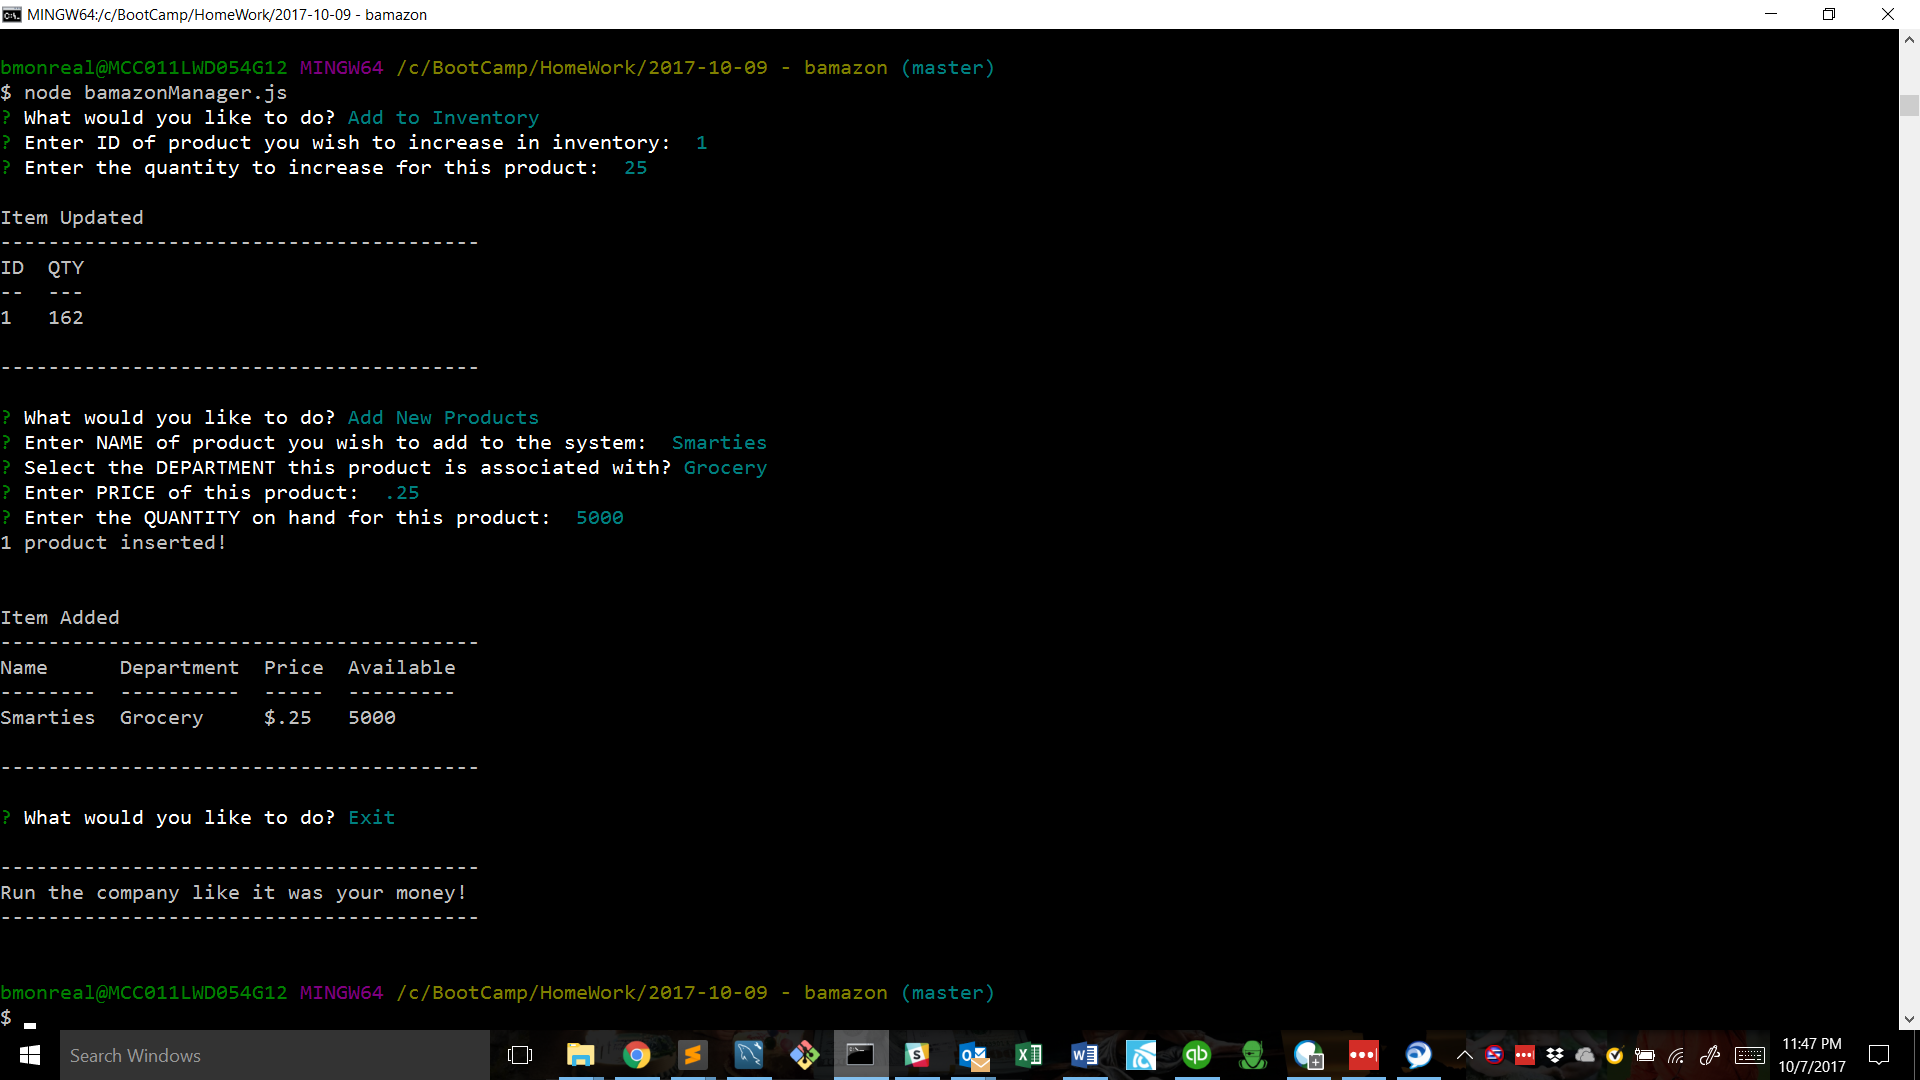 MINGW64:/c/BootCamp/HomeWork/2017-10-09 - bamazon
bmonreal@MCC011LWD054G12 MINGW64 /c/BootCamp/HomeWork/2017-10-09 - bamazon (master)
$ node bamazonManager.js
? What would you like to do? Add to Inventory
? Enter ID of product you wish to increase in inventory:  1
? Enter the quantity to increase for this product:  25
Item Updated
----------------------------------------
ID  QTY
--  ---
1   162
----------------------------------------
? What would you like to do? Add New Products
? Enter NAME of product you wish to add to the system:  Smarties
? Select the DEPARTMENT this product is associated with? Grocery
? Enter PRICE of this product:  .25
? Enter the QUANTITY on hand for this product:  5000
1 product inserted!
Item Added
----------------------------------------
Name      Department  Price  Available
--------  ----------  -----  ---------
Smarties  Grocery     $.25   5000
----------------------------------------
? What would you like to do? Exit
----------------------------------------
Run the company like it was your money!
----------------------------------------
bmonreal@MCC011LWD054G12 MINGW64 /c/BootCamp/HomeWork/2017-10-09 - bamazon (master)
$
Search Windows
11:47 PM
10/7/2017